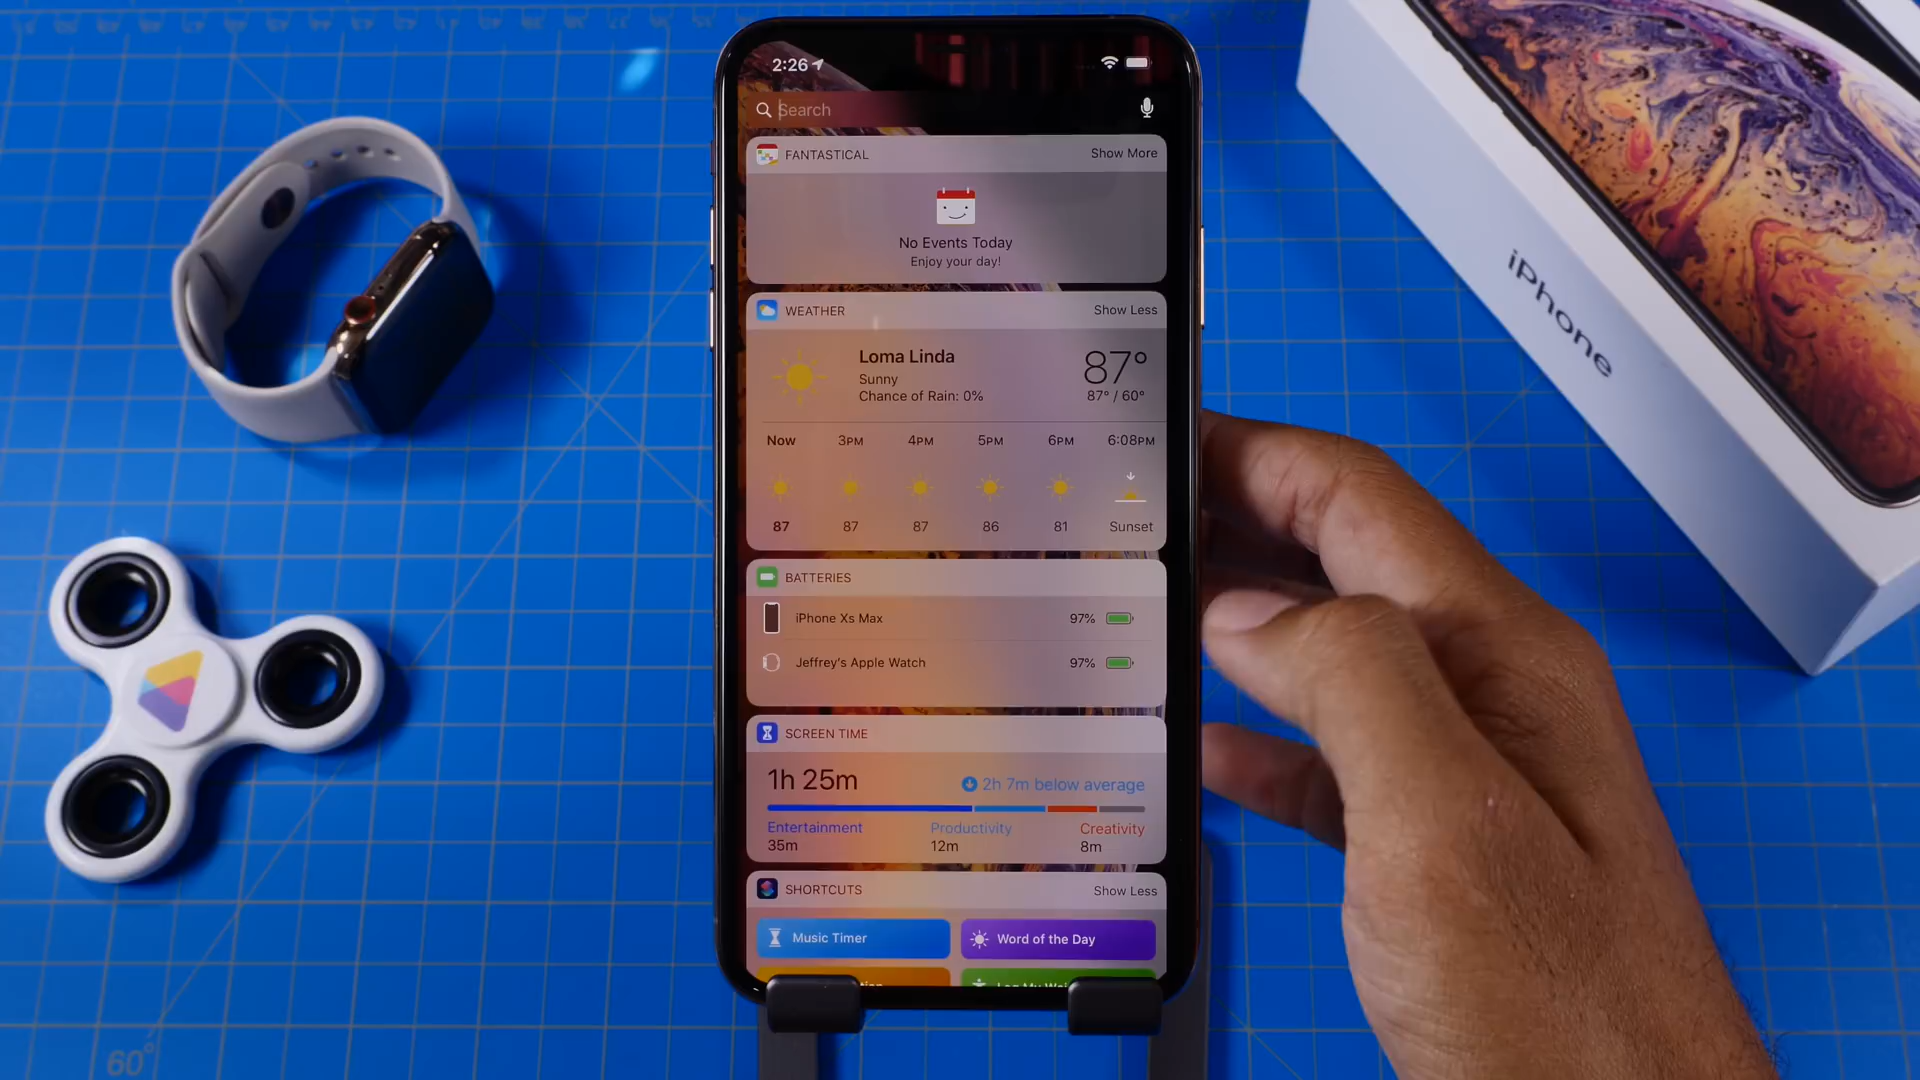 2:26
Search
FANTASTICAL Show More
No Events Today
Enjoy your day!
WEATHER Show Less
Loma Linda 87°
Sunny
Chance of Rain: 0% 87° / 60°
Now 3PM 4PM 5PM 6PM 6:08PM
87 87 87 86 81 Sunset
BATTERIES
iPhone Xs Max 97%
Jeffrey's Apple Watch 97%
SCREEN TIME
1h 25m 2h 7m below average
Entertainment Productivity Creativity
35m 12m 8m
SHORTCUTS Show Less
Music Timer Word of the Day
Log My
iPhone
60°